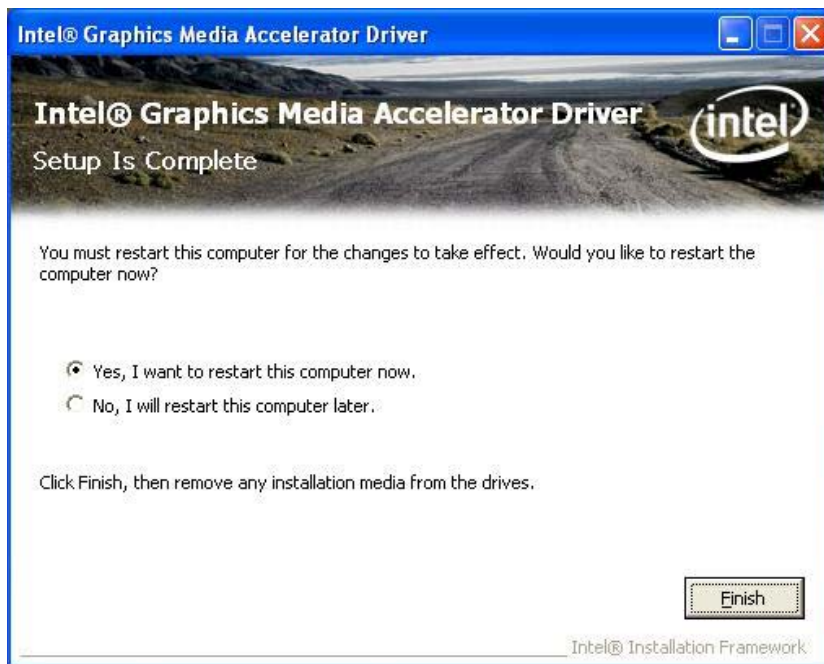 Intel® Graphics Media Accelerator Driver
Intel® Graphics Media Accelerator Driver
intel
Setup Is Complete
You must restart this computer for the changes to take effect. Would you like to restart the
computer now?
Yes, I want to restart this computer now.
No, I will restart this computer later.
Click Finish, then remove any installation media from the drives.
Finish
Intel® Installation Framework